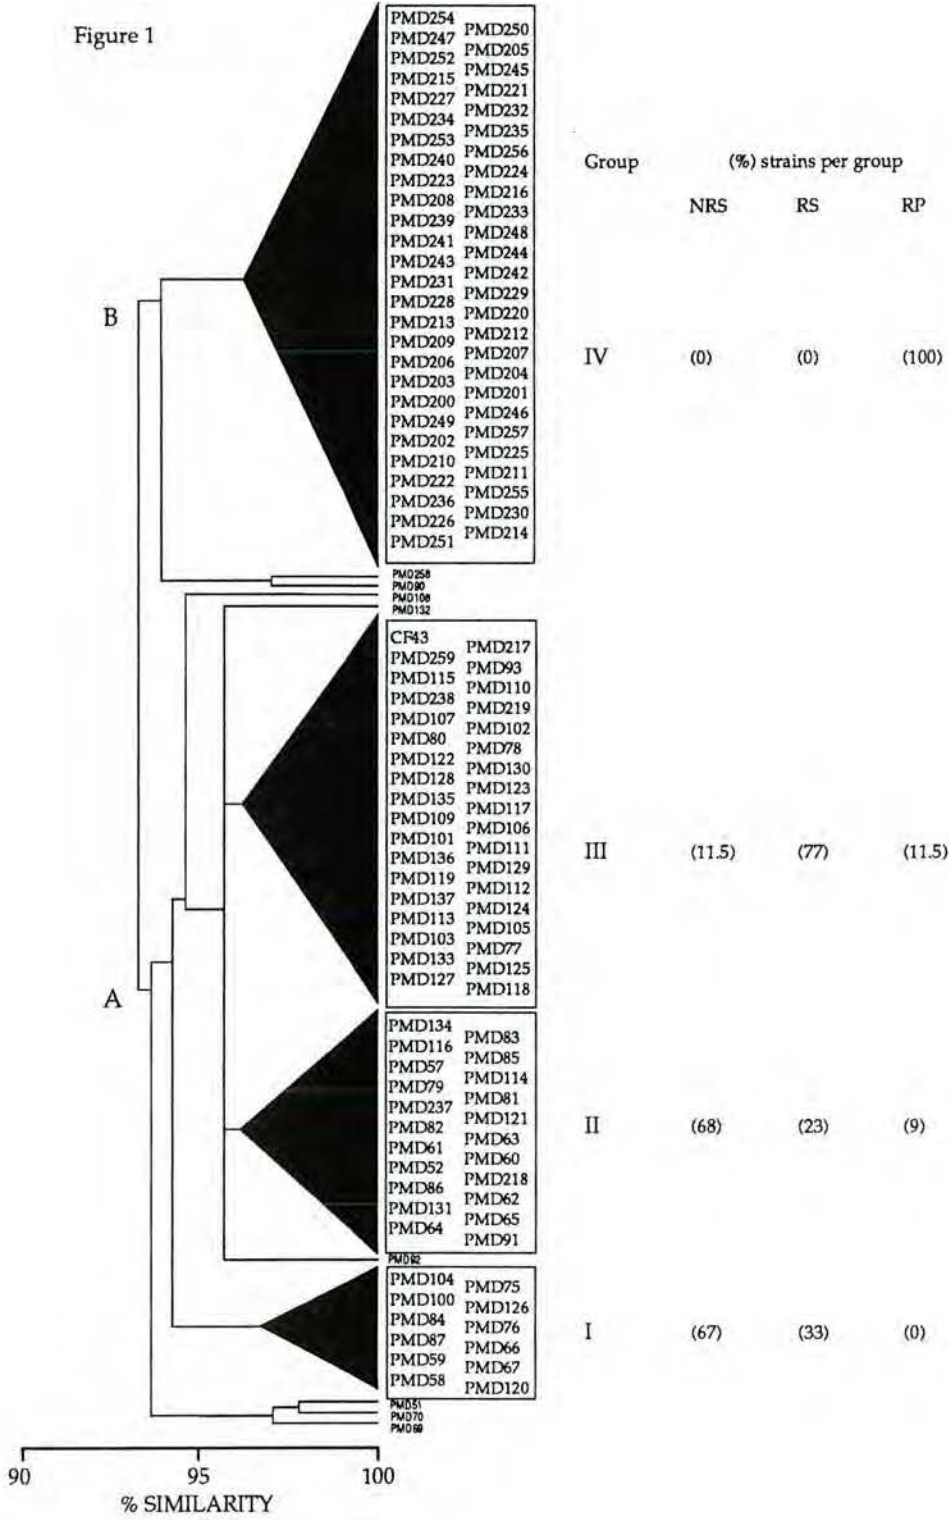 Figure 1
PMD254
PMD247
PMD252
PMD215
PMD227
PMD234
PMD253
PMD240
PMD223
PMD208
PMD239
PMD241
PMD243
PMD231
PMD228
PMD213
PMD209
PMD206
PMD203
PMD200
PMD249
PMD202
PMD210
PMD222
PMD236
PMD226
PMD251
PMD250
PMD205
PMD245
PMD221
PMD232
PMD235
PMD256
PMD224
PMD216
PMD233
PMD248
PMD244
PMD242
PMD229
PMD220
PMD212
PMD207
PMD204
PMD201
PMD246
PMD257
PMD225
PMD211
PMD255
PMD230
PMD214
Group (%) strains per group
NRS RS RP
B
IV (0) (0) (100)
PMD258
PMD90
PMD108
PMD132
CF43
PMD259
PMD115
PMD238
PMD107
PMD80
PMD122
PMD128
PMD135
PMD109
PMD101
PMD136
PMD119
PMD137
PMD113
PMD103
PMD133
PMD127
PMD217
PMD93
PMD110
PMD219
PMD102
PMD78
PMD130
PMD123
PMD117
PMD106
PMD111
PMD129
PMD112
PMD124
PMD105
PMD77
PMD125
PMD118
III (11.5) (77) (11.5)
A
PMD134
PMD116
PMD57
PMD79
PMD237
PMD82
PMD61
PMD52
PMD86
PMD131
PMD64
PMD83
PMD85
PMD114
PMD81
PMD121
PMD63
PMD60
PMD218
PMD62
PMD65
PMD91
II (68) (23) (9)
PMD92
PMD104
PMD100
PMD84
PMD87
PMD59
PMD58
PMD75
PMD126
PMD76
PMD66
PMD67
PMD120
I (67) (33) (0)
PMD51
PMD70
PMD69
90 95 100
% SIMILARITY